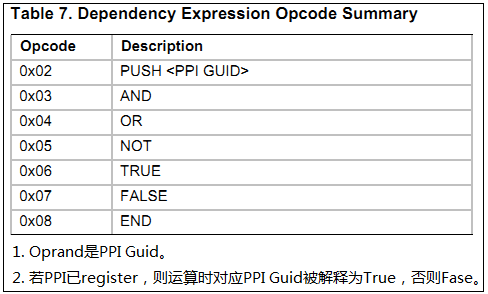 Table 7. Dependency Expression Opcode Summary
Opcode Description
0x02 PUSH <PPI GUID>
0x03 AND
0x04 OR
0x05 NOT
0x06 TRUE
0x07 FALSE
0x08 END
1. Oprand是PPI Guid。
2. 若PPI已register，则运算时对应PPI Guid被解释为True，否则Fase。